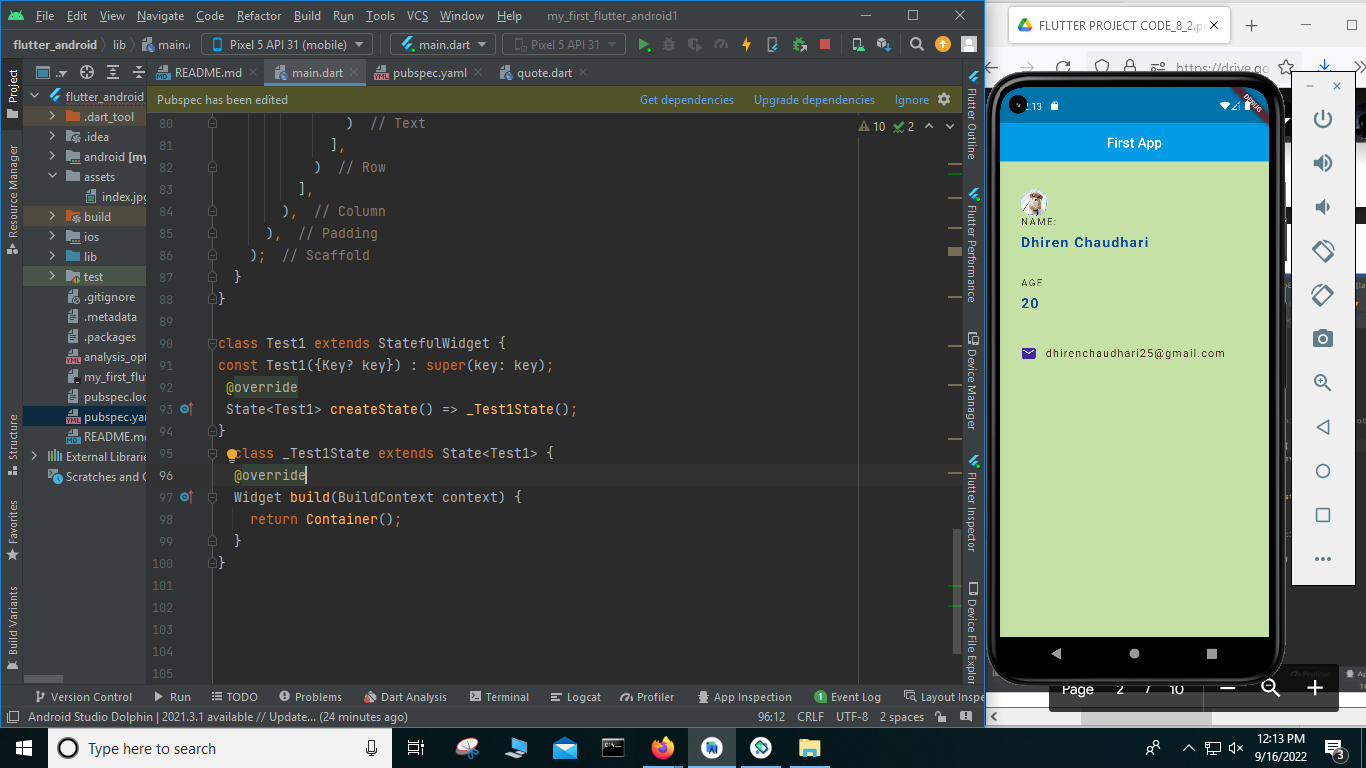 File Edit View Navigate Code Refactor Build Run Tools VCS Window Help my_first_flutter_android1
flutter_android lib main.
Pixel 5 API 31 (mobile) main.dart Pixel 5 API 31
README.md main.dart pubspec.yaml quote.dart
Pubspec has been edited Get dependencies Upgrade dependencies Ignore
Project
Resource Manager
Structure
Favorites
Build Variants
flutter_android
.dart_tool
.idea
android [my
assets
index.jpg
build
ios
lib
test
.gitignore
.metadata
.packages
analysis_opt
my_first_flu
pubspec.loc
pubspec.yam
README.md
External Libraries
Scratches and C
10 2
80 ) // Text
81 ],
82 ) // Row
83 ],
84 ), // Column
85 ), // Padding
86 ); // Scaffold
87 }
88 }
89
90 class Test1 extends StatefulWidget {
91 const Test1({Key? key}) : super(key: key);
92 @override
93 State<Test1> createState() => _Test1State();
94 }
95 class _Test1State extends State<Test1> {
96 @override
97 Widget build(BuildContext context) {
98 return Container();
99 }
100 }
101
102
103
104
105
Flutter Outline
Flutter Performance
Device Manager
Flutter Inspector
Device File Explor
Version Control Run TODO Problems Dart Analysis Terminal Logcat Profiler App Inspection 1 Event Log Layout Inspe
Android Studio Dolphin | 2021.3.1 available // Update... (24 minutes ago) 96:12 CRLF UTF-8 2 spaces
FLUTTER PROJECT CODE_8_2.p
https://drive.go
2:13
DEBUG
First App
NAME:
Dhiren Chaudhari
AGE
20
dhirenchaudhari25@gmail.com
Page 2 / 10
Type here to search
12:13 PM
9/16/2022
3